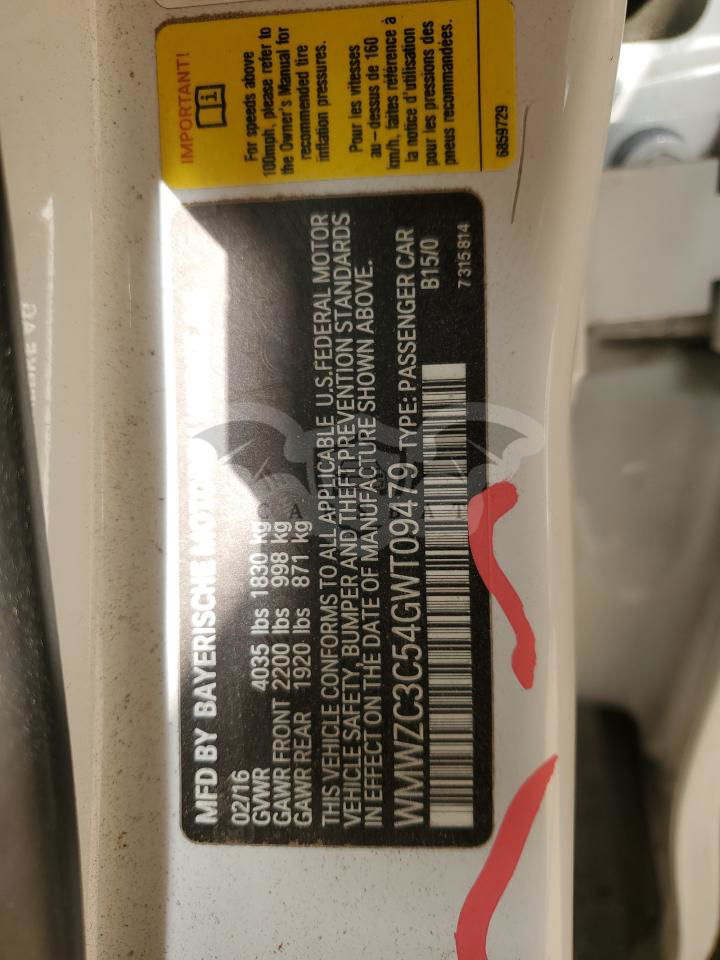 MFD BY BAYERISCHE MOTOREN
02/16
GVWR 4035 lbs 1830 kg
GAWR FRONT 2200 lbs 998 kg
GAWR REAR 1920 lbs 871 kg
THIS VEHICLE CONFORMS TO ALL APPLICABLE U.S.FEDERAL MOTOR
VEHICLE SAFETY, BUMPER AND THEFT PREVENTION STANDARDS
IN EFFECT ON THE DATE OF MANUFACTURE SHOWN ABOVE.
WMWZC3C54GWT09479 TYPE: PASSENGER CAR
B15/0
7315814
IMPORTANT!
For speeds above
100mph, please refer to
the Owner's Manual for
recommended tire
inflation pressures.
Pour les vitesses
au-dessus de 160
km/h, faites référence à
la notice d'utilisation
pour les pressions des
pneus recommandées.
6859729